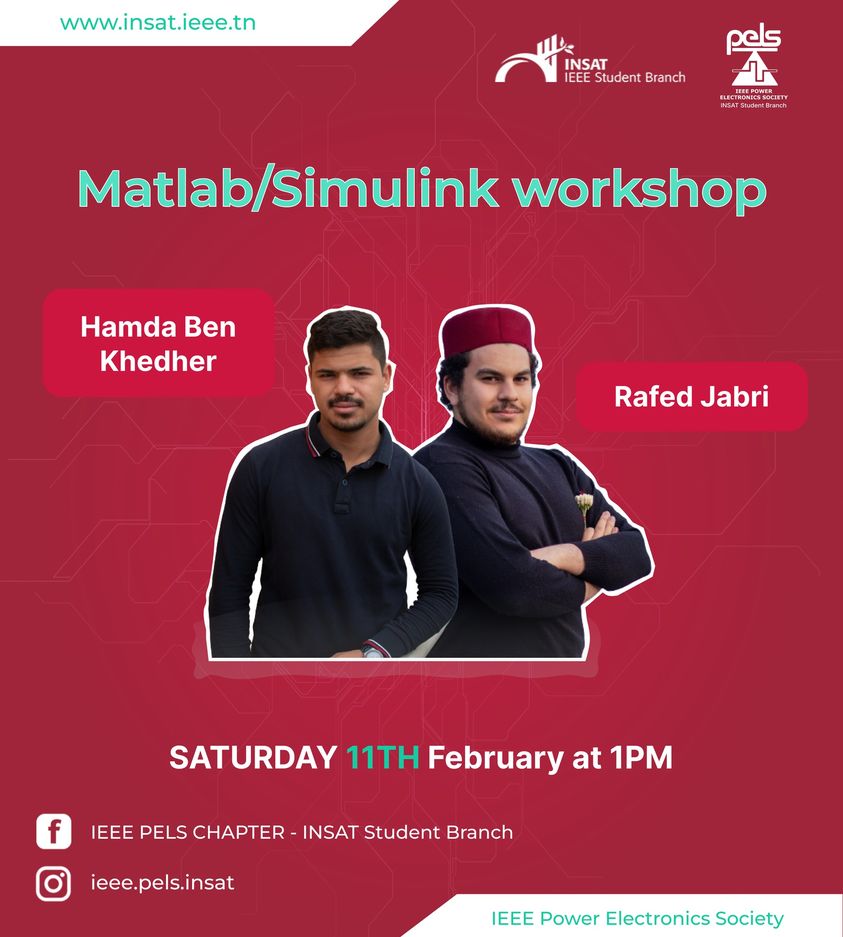 www.insat.ieee.tn
INSAT
IEEE Student Branch
pels
IEEE POWER
ELECTRONICS SOCIETY
INSAT Student Branch
Matlab/Simulink workshop
Hamda Ben
Khedher
Rafed Jabri
SATURDAY 11TH February at 1PM
IEEE PELS CHAPTER - INSAT Student Branch
ieee.pels.insat
IEEE Power Electronics Society